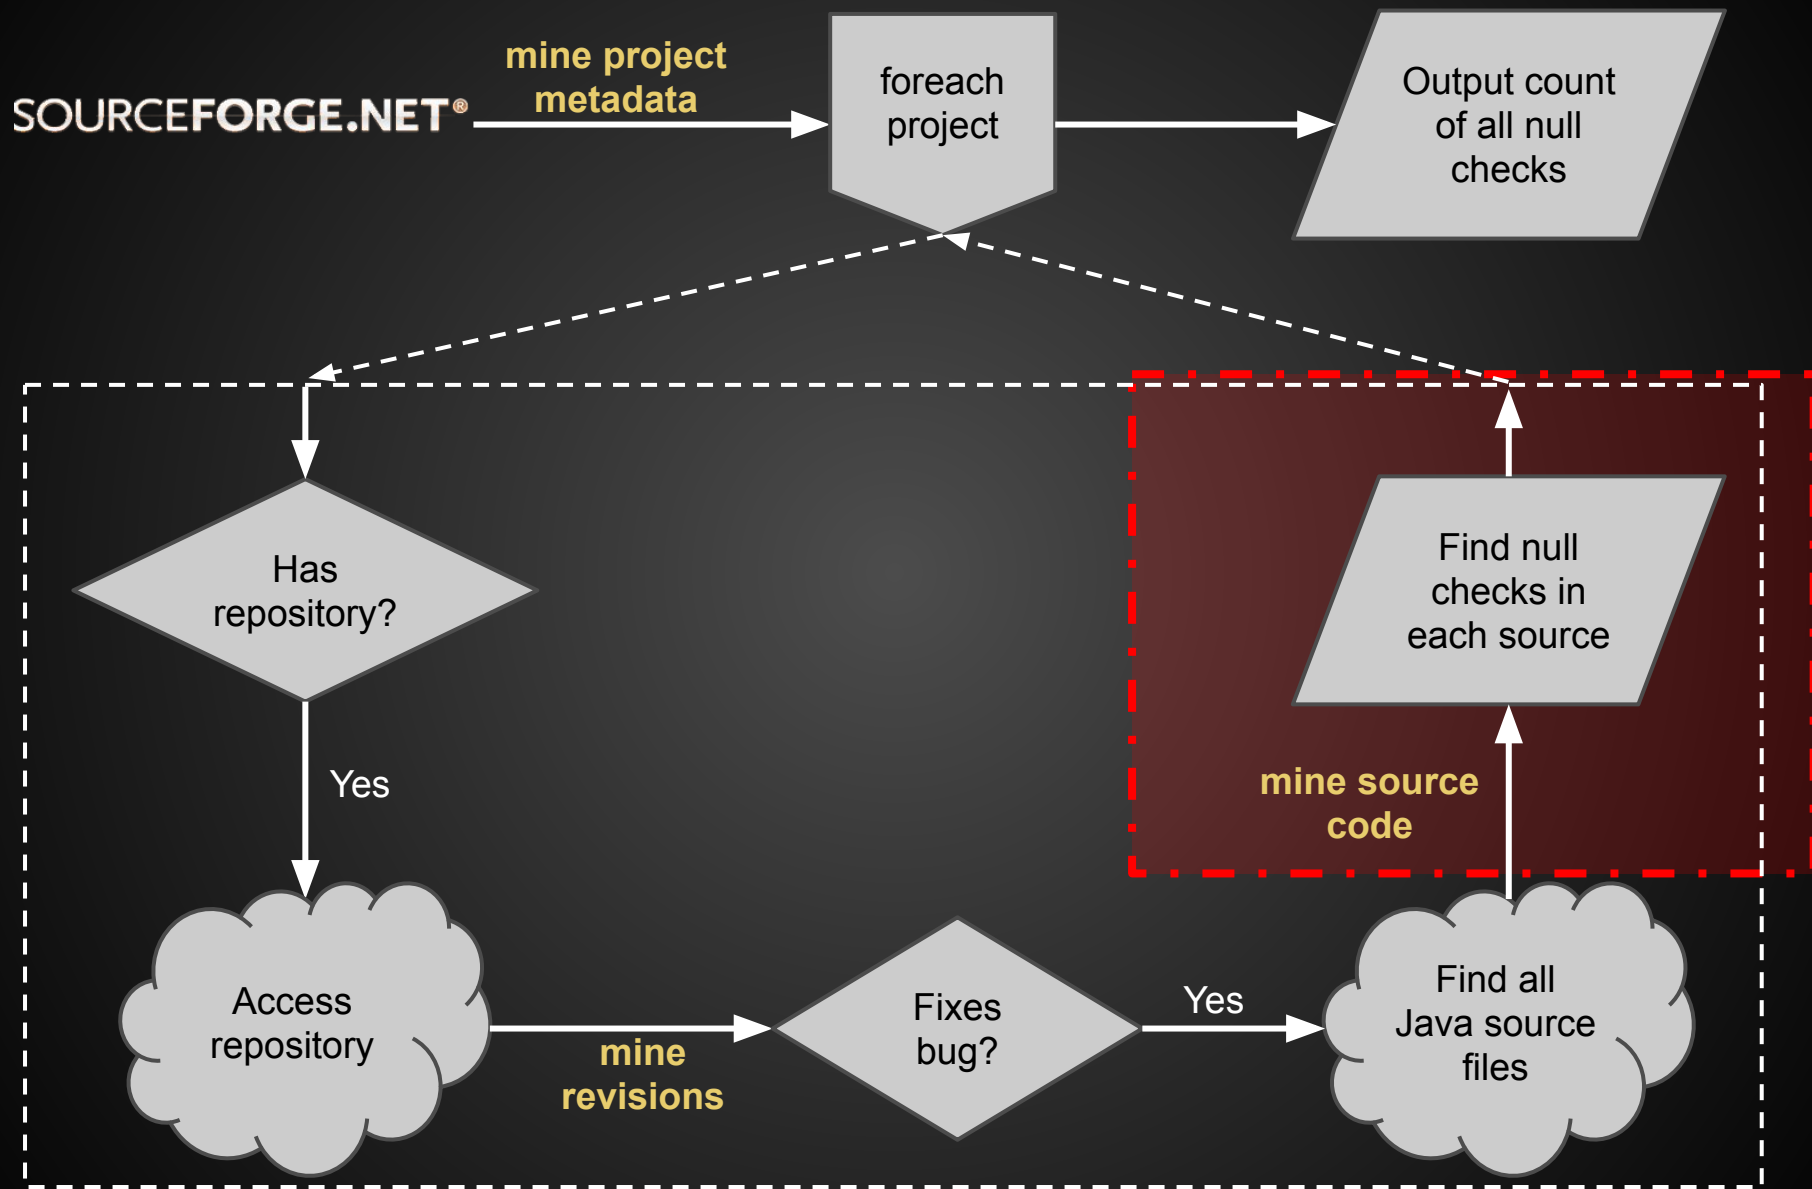 SOURCEFORGE.NET®
mine project
metadata
foreach
project
Output count
of all null
checks
Has
repository?
Yes
Access
repository
mine
revisions
Fixes
bug?
Yes
Find all
Java source
files
mine source
code
Find null
checks in
each source